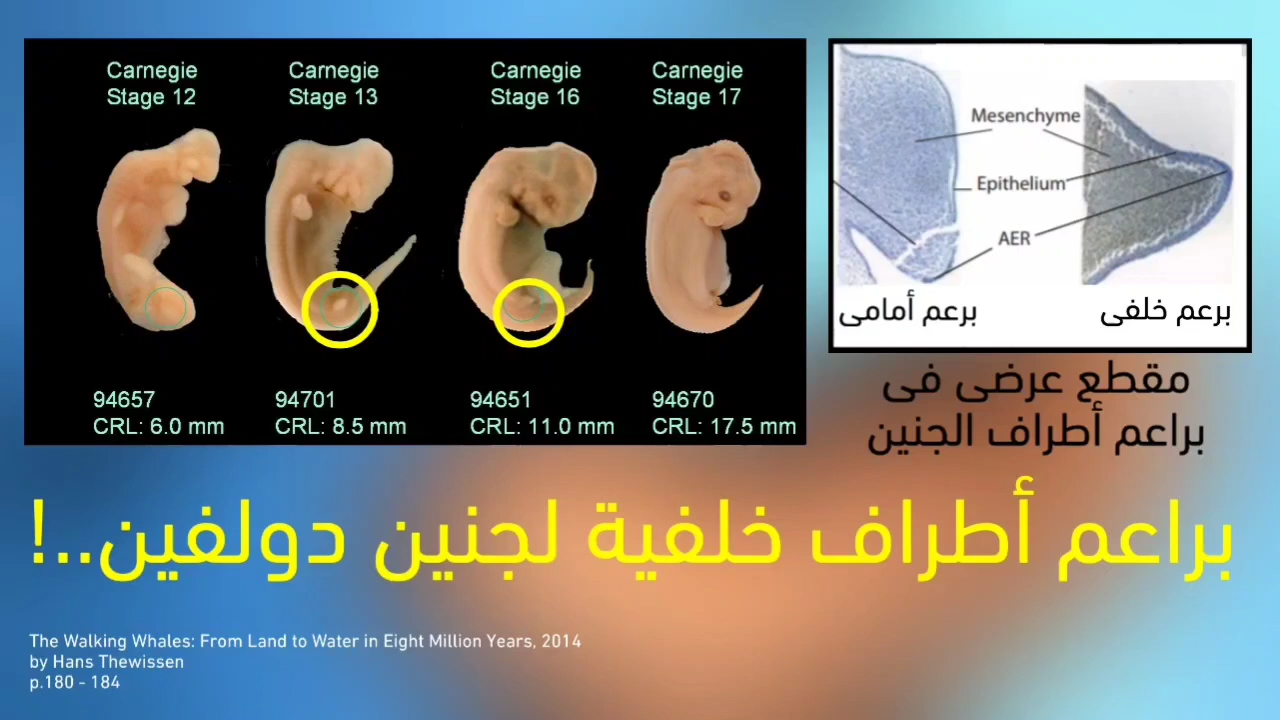 Carnegie Stage 12
Carnegie Stage 13
Carnegie Stage 16
Carnegie Stage 17
94657
CRL: 6.0 mm
94701
CRL: 8.5 mm
94651
CRL: 11.0 mm
94670
CRL: 17.5 mm
Mesenchyme
Epithelium
AER
برعم أمامى
برعم خلفى
مقطع عرضى فى
براعم أطراف الجنين
براعم أطراف خلفية لجنين دولفين..!
The Walking Whales: From Land to Water in Eight Million Years, 2014
by Hans Thewissen
p.180 - 184